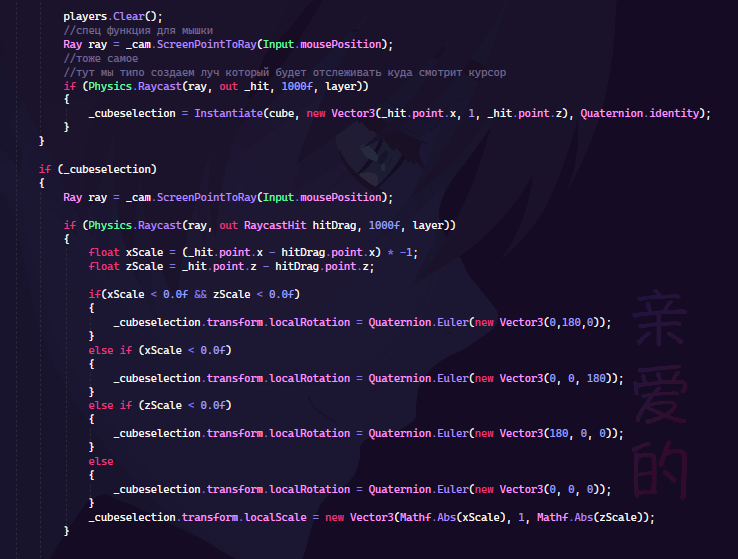 players.Clear();
//спец функция для мышки
Ray ray = _cam.ScreenPointToRay(Input.mousePosition);
//тоже самое
//тут мы типо создаем луч который будет отслеживать куда смотрит курсор
if (Physics.Raycast(ray, out _hit, 1000f, layer))
{
_cubeselection = Instantiate(cube, new Vector3(_hit.point.x, 1, _hit.point.z), Quaternion.identity);
}
}
if (_cubeselection)
{
Ray ray = _cam.ScreenPointToRay(Input.mousePosition);
if (Physics.Raycast(ray, out RaycastHit hitDrag, 1000f, layer))
{
float xScale = (_hit.point.x - hitDrag.point.x) * -1;
float zScale = _hit.point.z - hitDrag.point.z;
if(xScale < 0.0f && zScale < 0.0f)
{
_cubeselection.transform.localRotation = Quaternion.Euler(new Vector3(0,180,0));
}
else if (xScale < 0.0f)
{
_cubeselection.transform.localRotation = Quaternion.Euler(new Vector3(0, 0, 180));
}
else if (zScale < 0.0f)
{
_cubeselection.transform.localRotation = Quaternion.Euler(new Vector3(180, 0, 0));
}
else
{
_cubeselection.transform.localRotation = Quaternion.Euler(new Vector3(0, 0, 0));
}
_cubeselection.transform.localScale = new Vector3(Mathf.Abs(xScale), 1, Mathf.Abs(zScale));
}
亲爱的